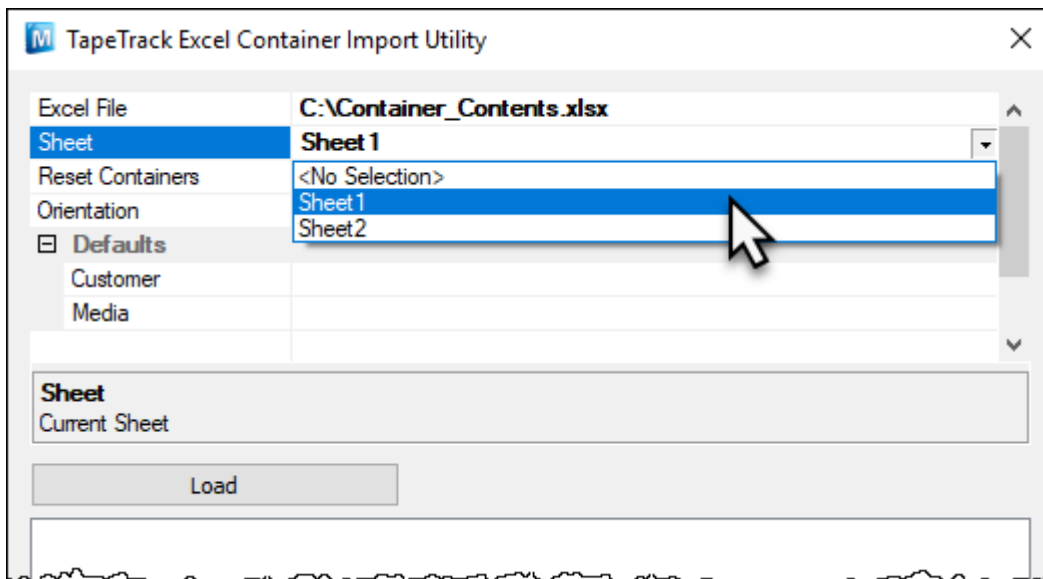 TapeTrack Excel Container Import Utility
Excel File C:\Container_Contents.xlsx
Sheet Sheet1
Reset Containers <No Selection>
Sheet1
Orientation
Sheet2
Defaults
Customer
Media
Sheet
Current Sheet
Load